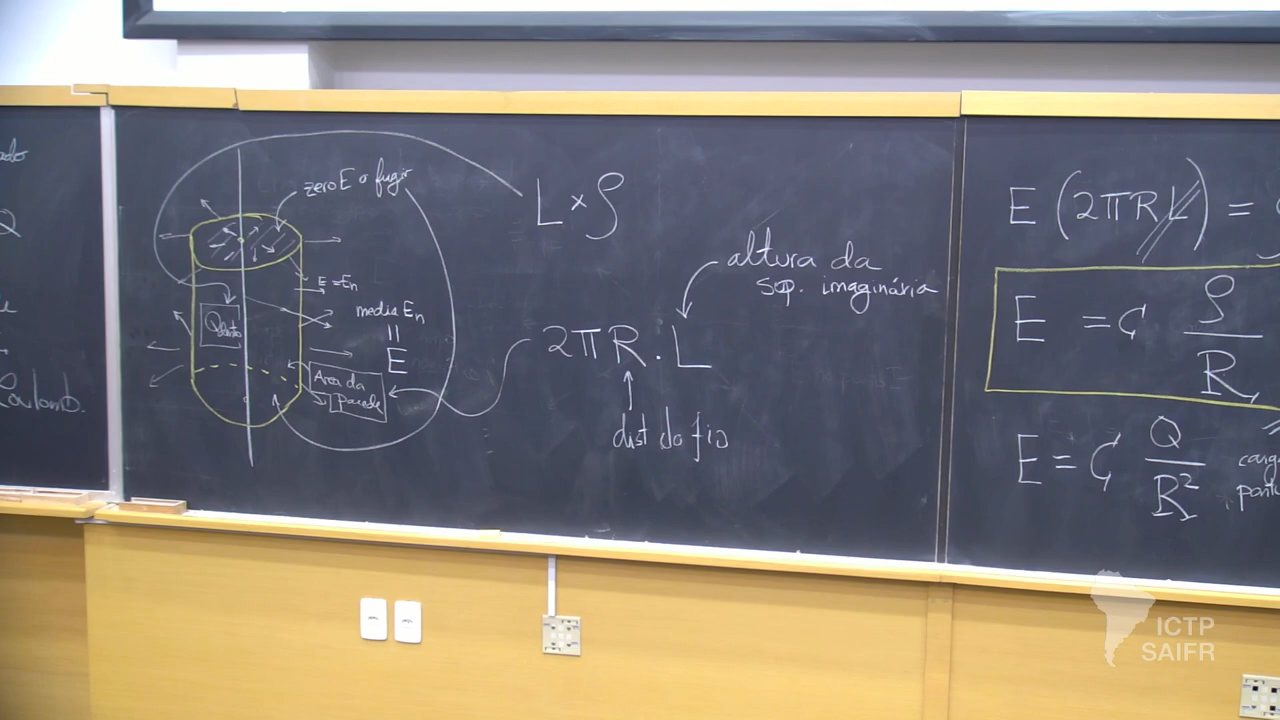 Q
zero E a fugir
E = En
media En
||
E
Qdentro
Area da
Parede
L × ρ
altura da
sup. imaginária
2πR . L
dist do fio
E (2πRL) =
E = ₵ ρ/R
E = ₵ Q/R²
ICTP
SAIFR